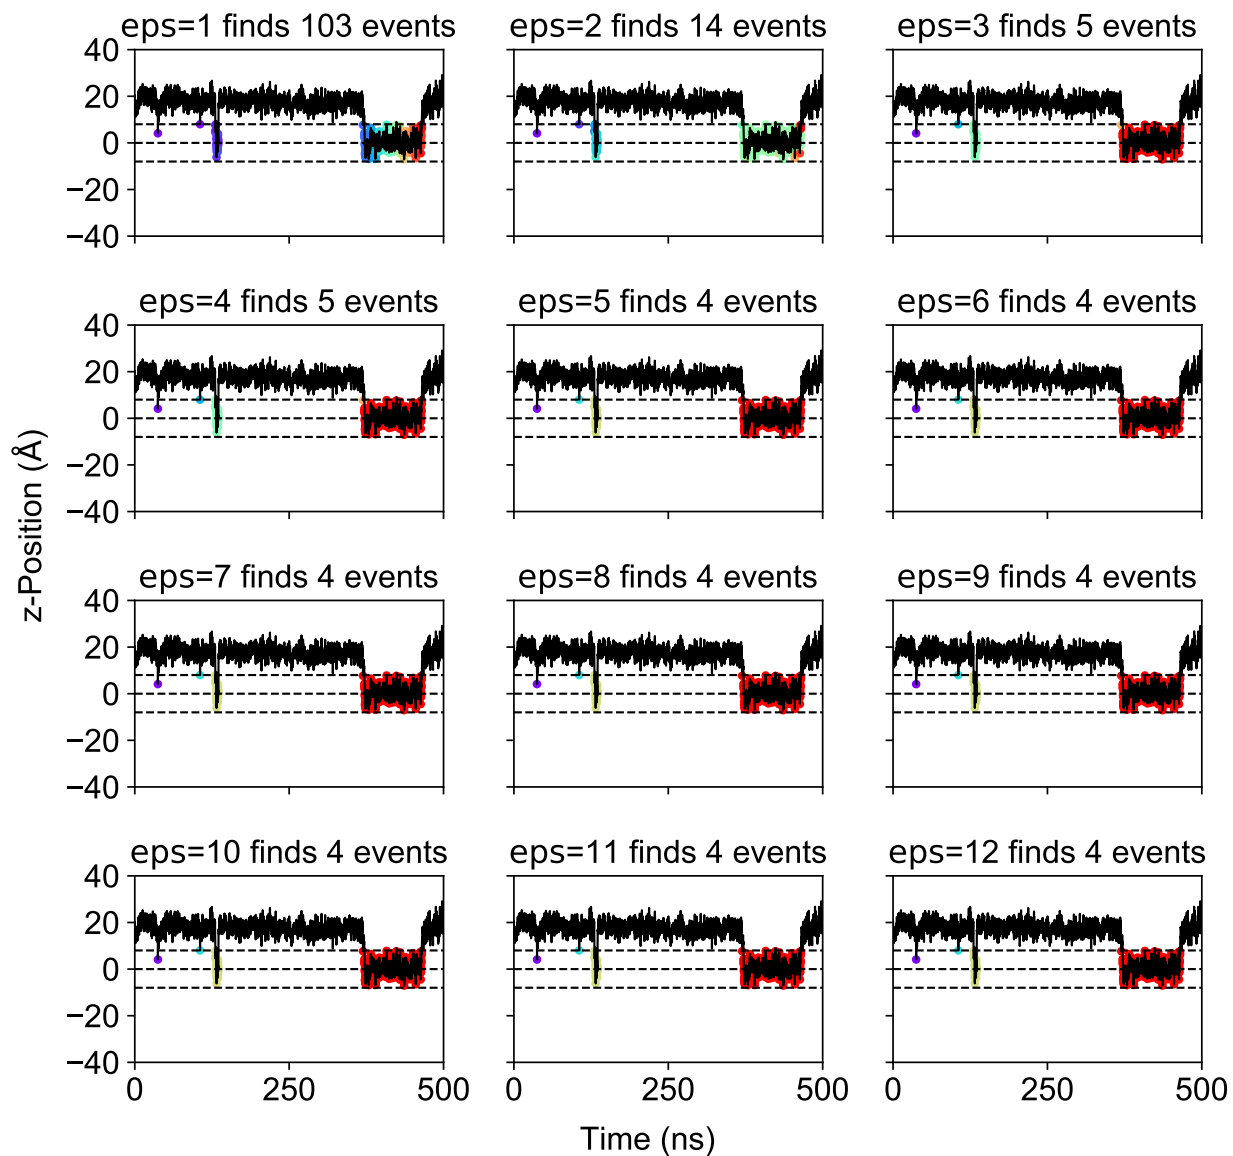 eps=1 finds 103 events
eps=2 finds 14 events
eps=3 finds 5 events
40
20
0
−20
−40
eps=4 finds 5 events
eps=5 finds 4 events
eps=6 finds 4 events
40
20
0
−20
−40
z-Position (Å)
eps=7 finds 4 events
eps=8 finds 4 events
eps=9 finds 4 events
40
20
0
−20
−40
eps=10 finds 4 events
eps=11 finds 4 events
eps=12 finds 4 events
40
20
0
−20
−40
0 250 500
0 250 500
0 250 500
Time (ns)